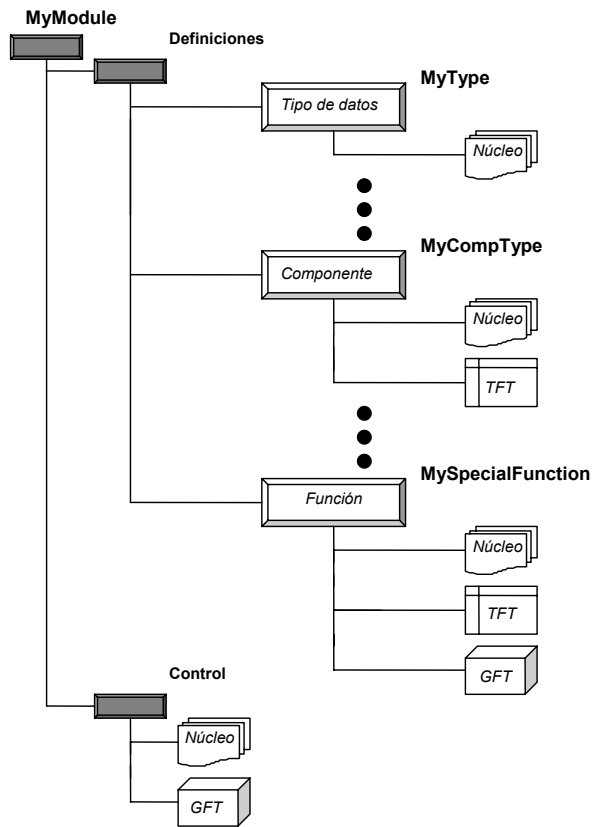 MyModule
Definiciones
MyType
Tipo de datos
Núcleo
MyCompType
Componente
Núcleo
TFT
MySpecialFunction
Función
Núcleo
TFT
GFT
Control
Núcleo
GFT